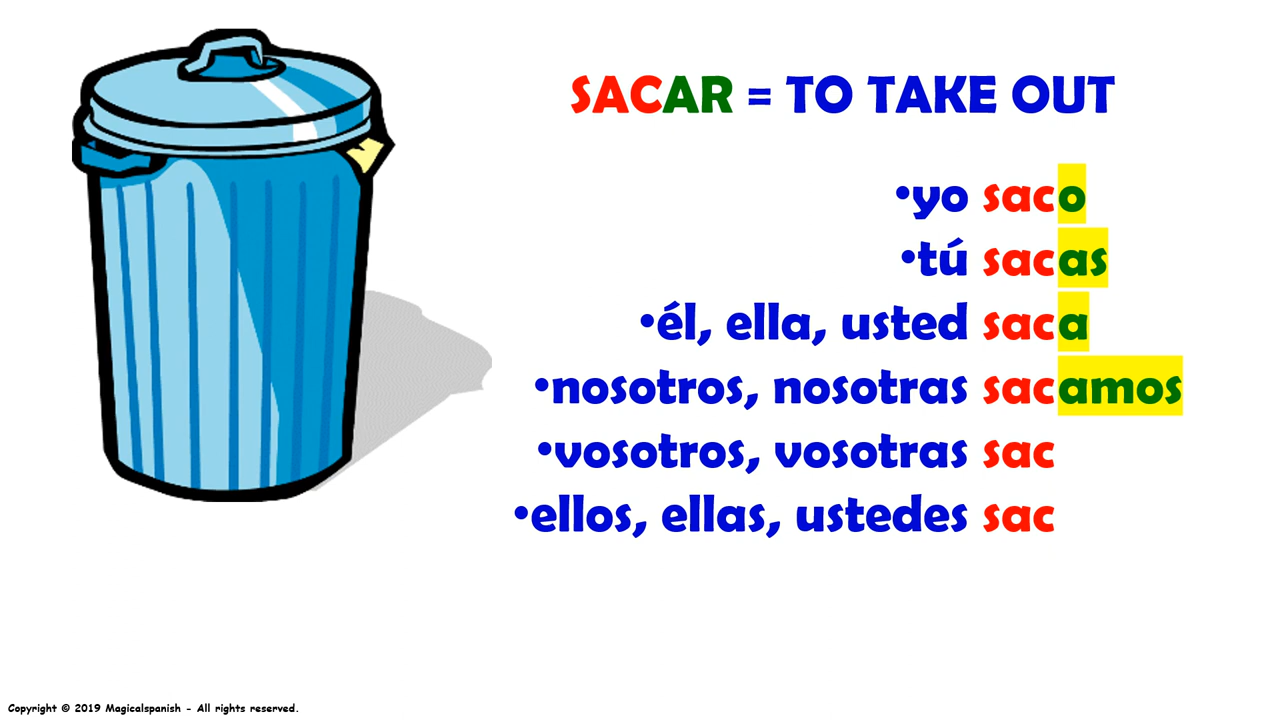 SACAR = TO TAKE OUT
•yo saco
•tú sacas
•él, ella, usted saca
•nosotros, nosotras sacamos
•vosotros, vosotras sac
•ellos, ellas, ustedes sac
Copyright © 2019 Magicalspanish - All rights reserved.